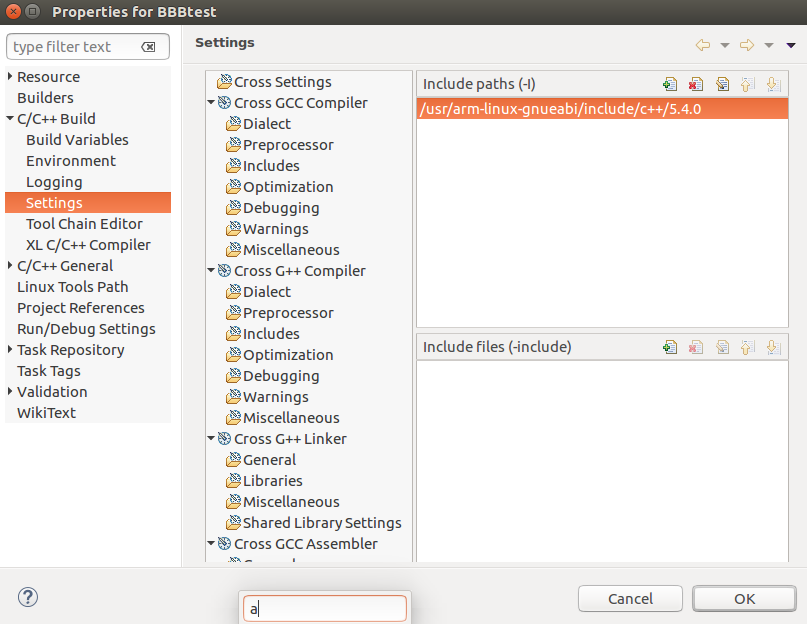 Properties for BBBtest
type filter text
Resource
Builders
C/C++ Build
Build Variables
Environment
Logging
Settings
Tool Chain Editor
XL C/C++ Compiler
C/C++ General
Linux Tools Path
Project References
Run/Debug Settings
Task Repository
Task Tags
Validation
WikiText
Settings
Cross Settings
Cross GCC Compiler
Dialect
Preprocessor
Includes
Optimization
Debugging
Warnings
Miscellaneous
Cross G++ Compiler
Dialect
Preprocessor
Includes
Optimization
Debugging
Warnings
Miscellaneous
Cross G++ Linker
General
Libraries
Miscellaneous
Shared Library Settings
Cross GCC Assembler
Include paths (-I)
/usr/arm-linux-gnueabi/include/c++/5.4.0
Include files (-include)
?
a
Cancel
OK